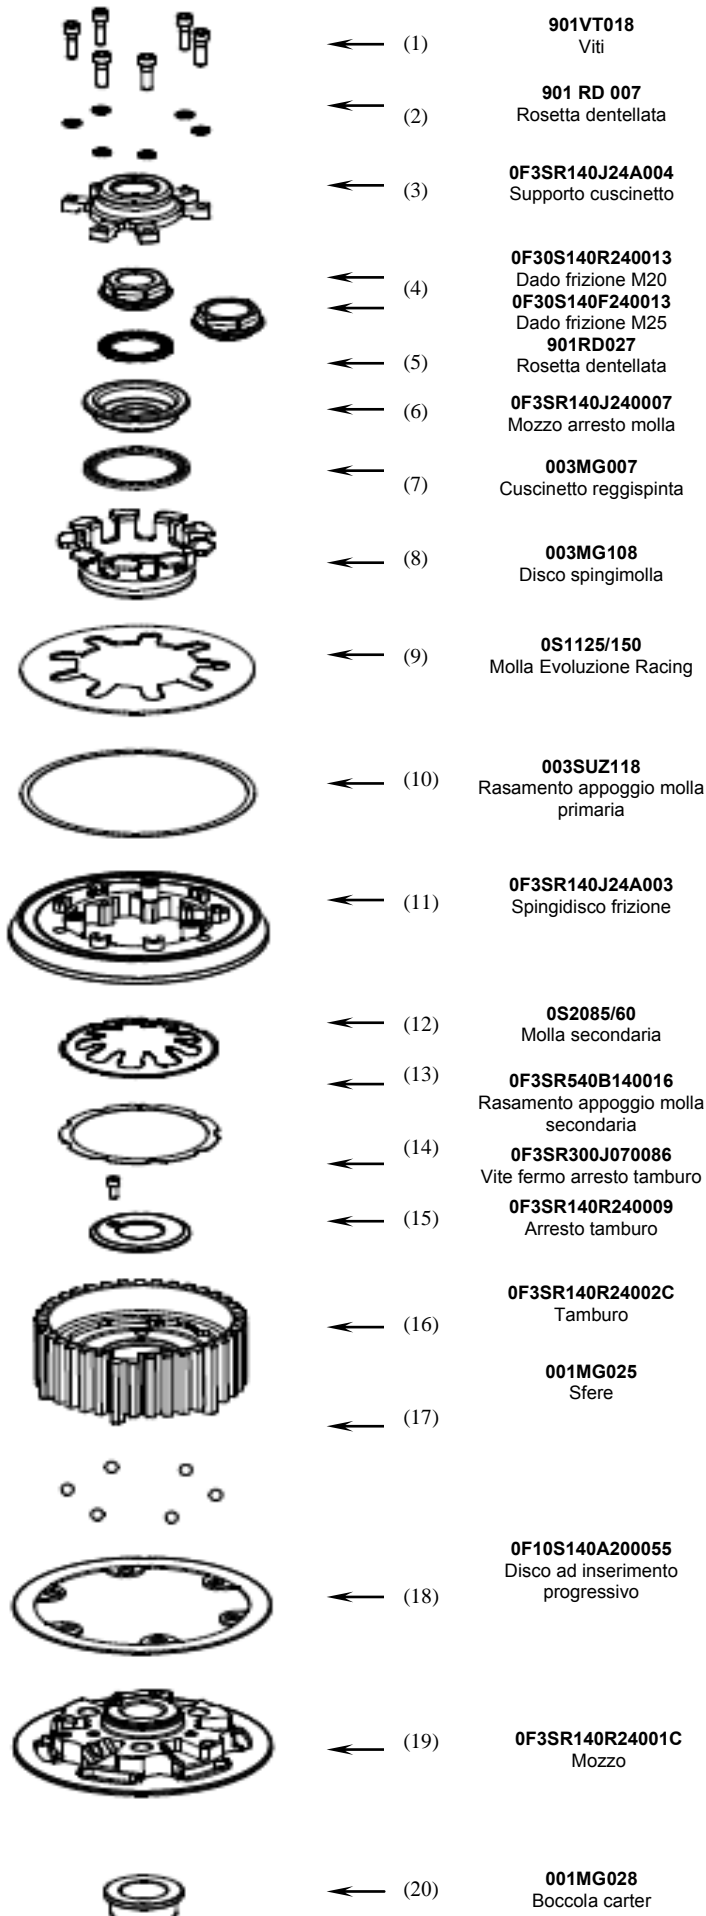 (1)
901VT018
Viti
(2)
901 RD 007
Rosetta dentellata
(3)
0F3SR140J24A004
Supporto cuscinetto
(4)
0F30S140R240013
Dado frizione M20
0F30S140F240013
Dado frizione M25
(5)
901RD027
Rosetta dentellata
(6)
0F3SR140J240007
Mozzo arresto molla
(7)
003MG007
Cuscinetto reggispinta
(8)
003MG108
Disco spingimolla
(9)
0S1125/150
Molla Evoluzione Racing
(10)
003SUZ118
Rasamento appoggio molla
primaria
(11)
0F3SR140J24A003
Spingidisco frizione
(12)
0S2085/60
Molla secondaria
(13)
0F3SR540B140016
Rasamento appoggio molla
secondaria
(14)
0F3SR300J070086
Vite fermo arresto tamburo
(15)
0F3SR140R240009
Arresto tamburo
(16)
0F3SR140R24002C
Tamburo
(17)
001MG025
Sfere
(18)
0F10S140A200055
Disco ad inserimento
progressivo
(19)
0F3SR140R24001C
Mozzo
(20)
001MG028
Boccola carter